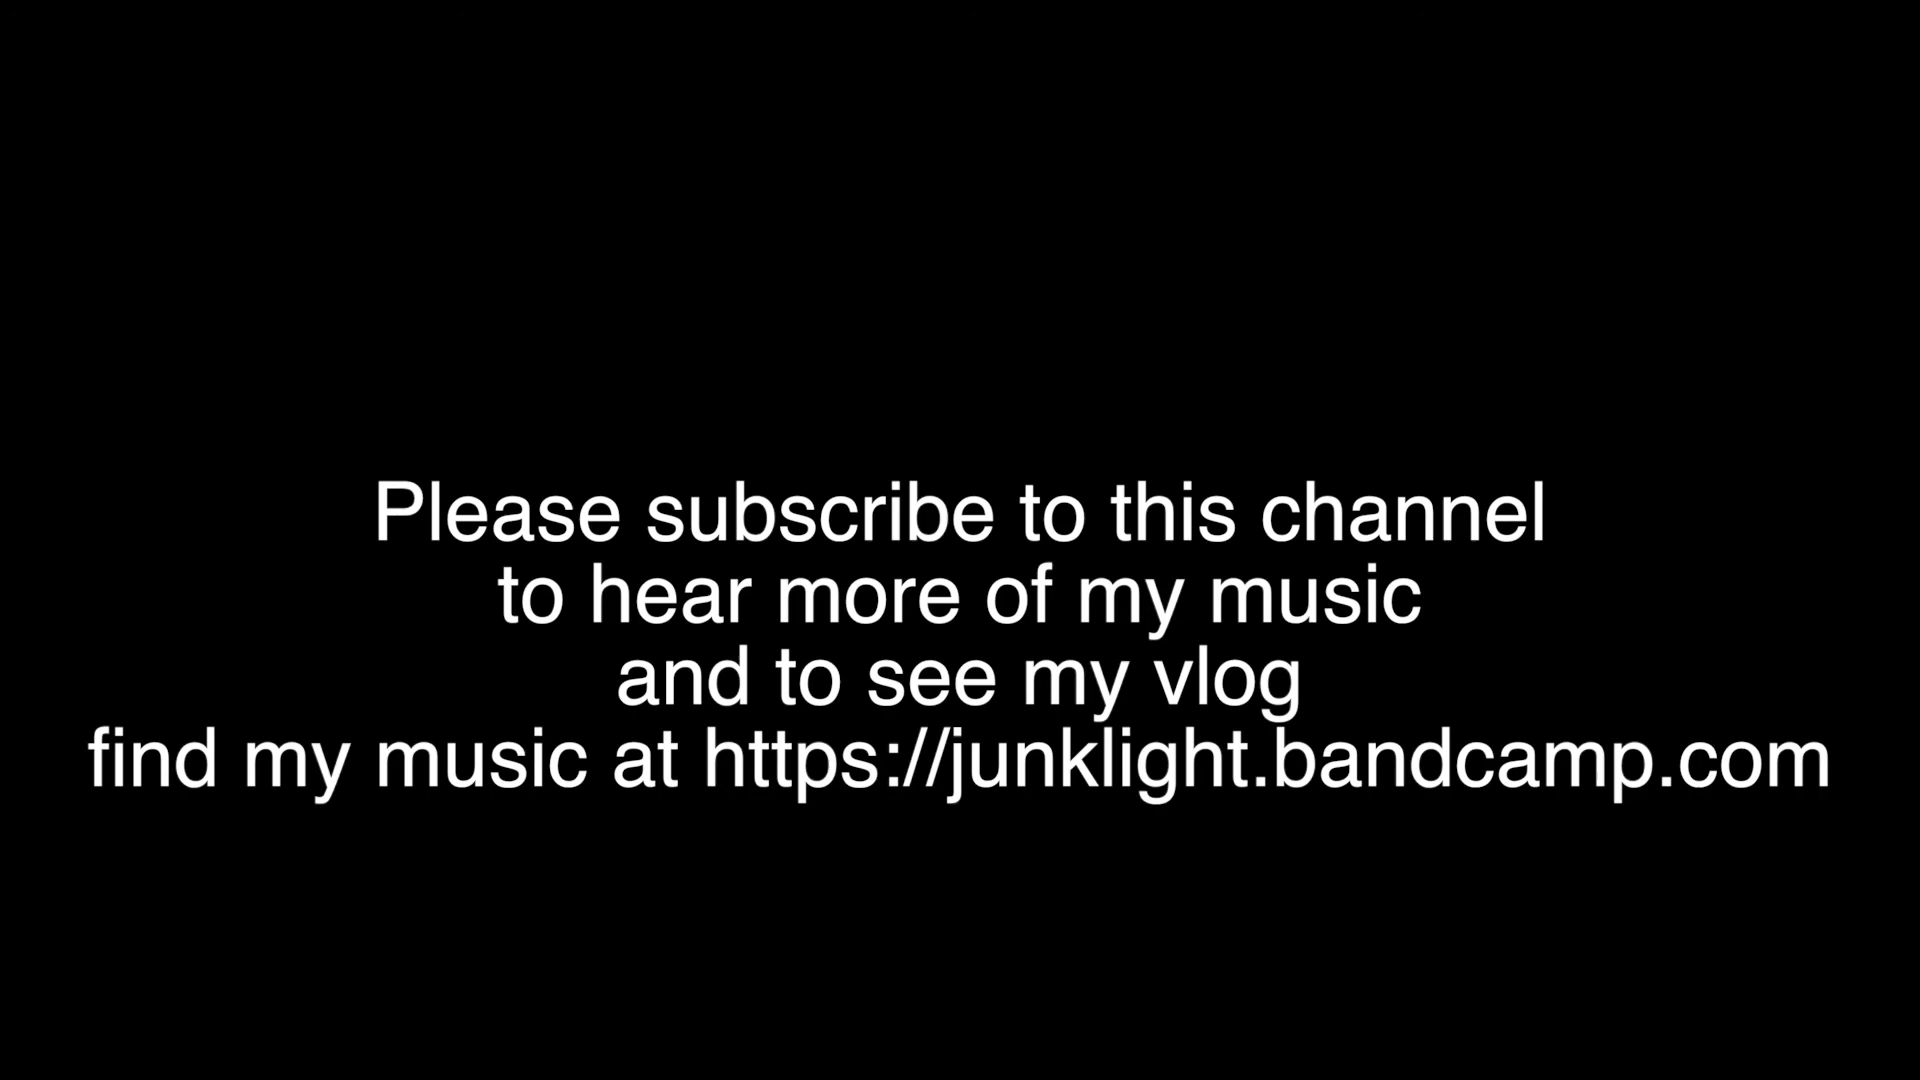 Please subscribe to this channel
to hear more of my music
and to see my vlog
find my music at https://junklight.bandcamp.com